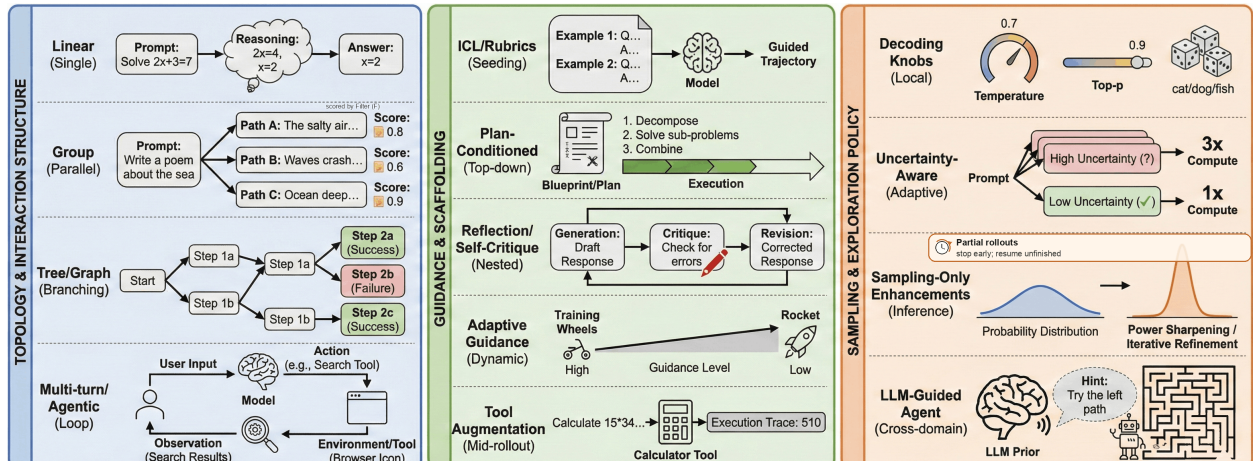 TOPOLOGY & INTERACTION STRUCTURE
Linear
(Single)
Prompt:
Solve 2x+3=7
Reasoning:
2x=4,
x=2
Answer:
x=2
Group
(Parallel)
Prompt:
Write a poem
about the sea
scored by Filter (F)
Path A: The salty air...
Score:
0.8
Path B: Waves crash...
Score:
0.6
Path C: Ocean deep...
Score:
0.9
Tree/Graph
(Branching)
Start
Step 1a
Step 1b
Step 1a
Step 1b
Step 2a
(Success)
Step 2b
(Failure)
Step 2c
(Success)
Multi-turn/
Agentic
(Loop)
User Input
Model
Action
(e.g., Search Tool)
Environment/Tool
(Browser Icon)
Observation
(Search Results)
GUIDANCE & SCAFFOLDING
ICL/Rubrics
(Seeding)
Example 1: Q...
A...
Example 2: Q...
A...
Model
Guided
Trajectory
Plan-
Conditioned
(Top-down)
Blueprint/Plan
1. Decompose
2. Solve sub-problems
3. Combine
Execution
Reflection/
Self-Critique
(Nested)
Generation:
Draft
Response
Critique:
Check for
errors
Revision:
Corrected
Response
Adaptive
Guidance
(Dynamic)
Training
Wheels
High
Guidance Level
Rocket
Low
Tool
Augmentation
(Mid-rollout)
Calculate 15*34...
Calculator Tool
Execution Trace: 510
SAMPLING & EXPLORATION POLICY
Decoding
Knobs
(Local)
0.7
Temperature
0.9
Top-p
cat/dog/fish
Uncertainty-
Aware
(Adaptive)
Prompt
High Uncertainty (?)
3x
Compute
Low Uncertainty (✓)
1x
Compute
Partial rollouts
stop early; resume unfinished
Sampling-Only
Enhancements
(Inference)
Probability Distribution
Power Sharpening /
Iterative Refinement
LLM-Guided
Agent
(Cross-domain)
LLM Prior
Hint:
Try the left
path